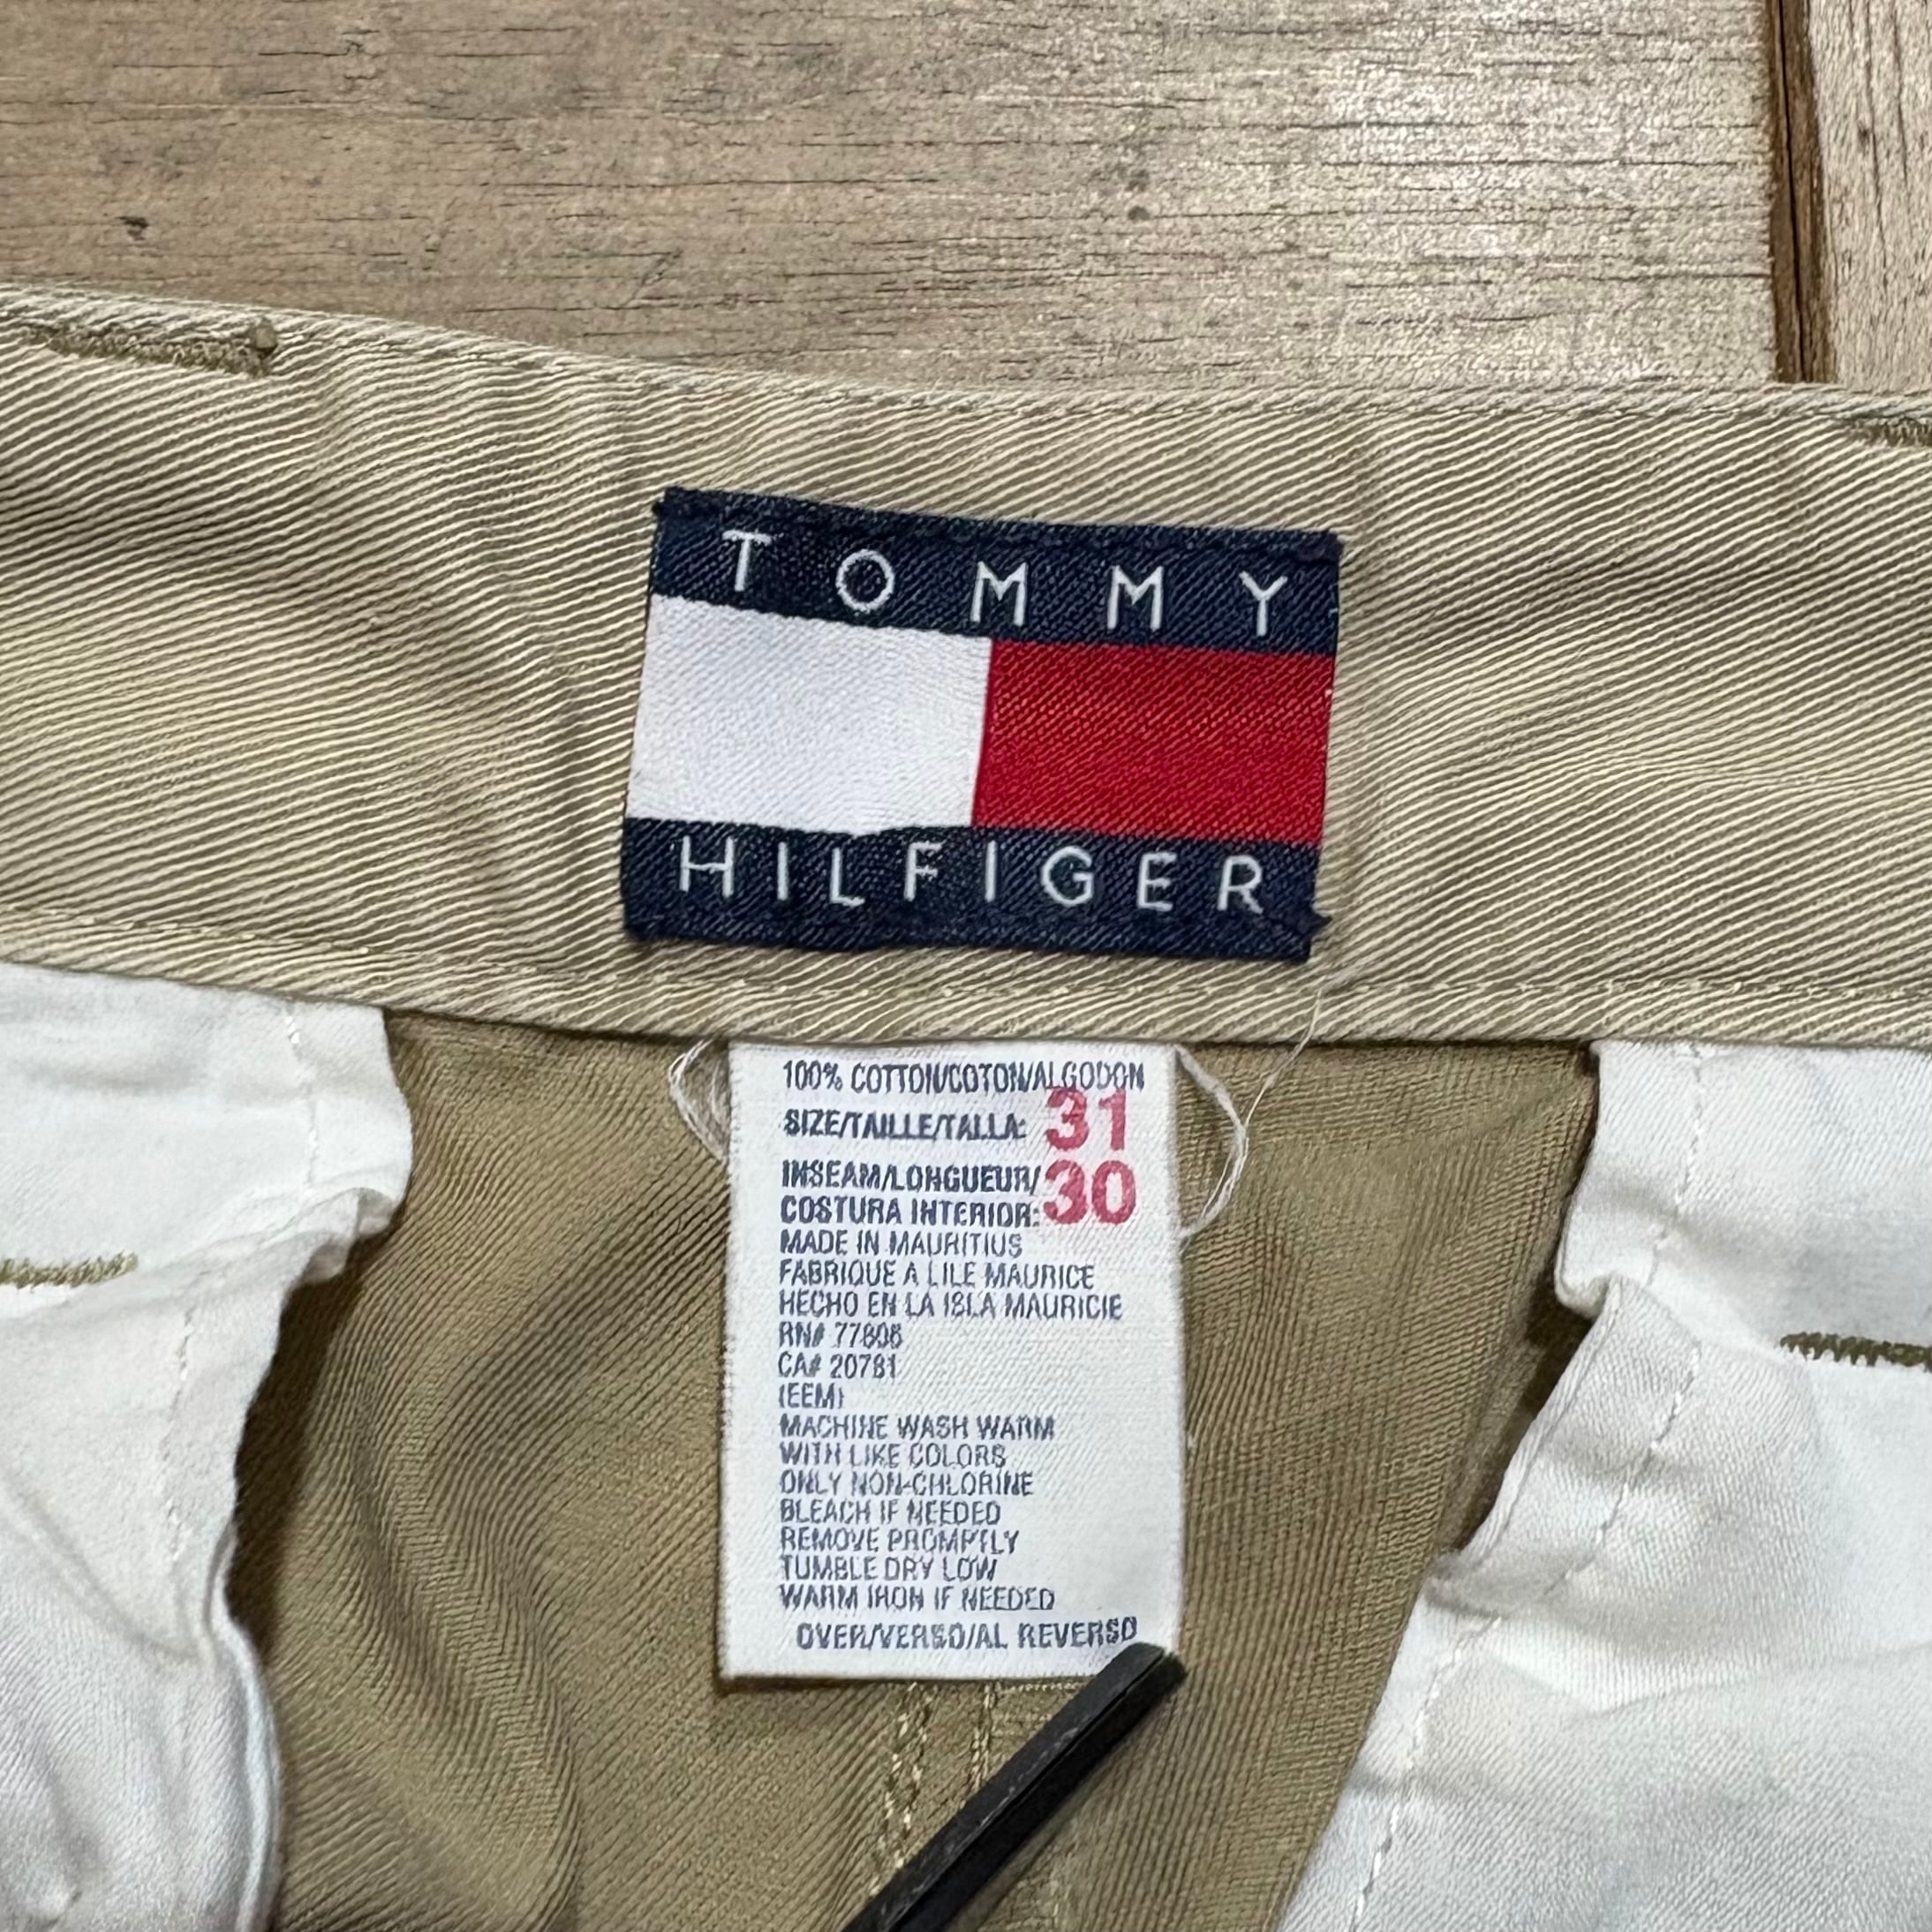 TOMMY
HILFIGER
100% COTTON/COTON/ALGODON
SIZE/TAILLE/TALLA: 31
INSEAM/LONGUEUR/ 30
COSTURA INTERIOR:
MADE IN MAURITIUS
FABRIQUE A LILE MAURICE
HECHO EN LA ISLA MAURICIE
RN# 77806
CA# 20781
(EEM)
MACHINE WASH WARM
WITH LIKE COLORS
ONLY NON-CHLORINE
BLEACH IF NEEDED
REMOVE PROMPTLY
TUMBLE DRY LOW
WARM IRON IF NEEDED
OVER/VERSO/AL REVERSO